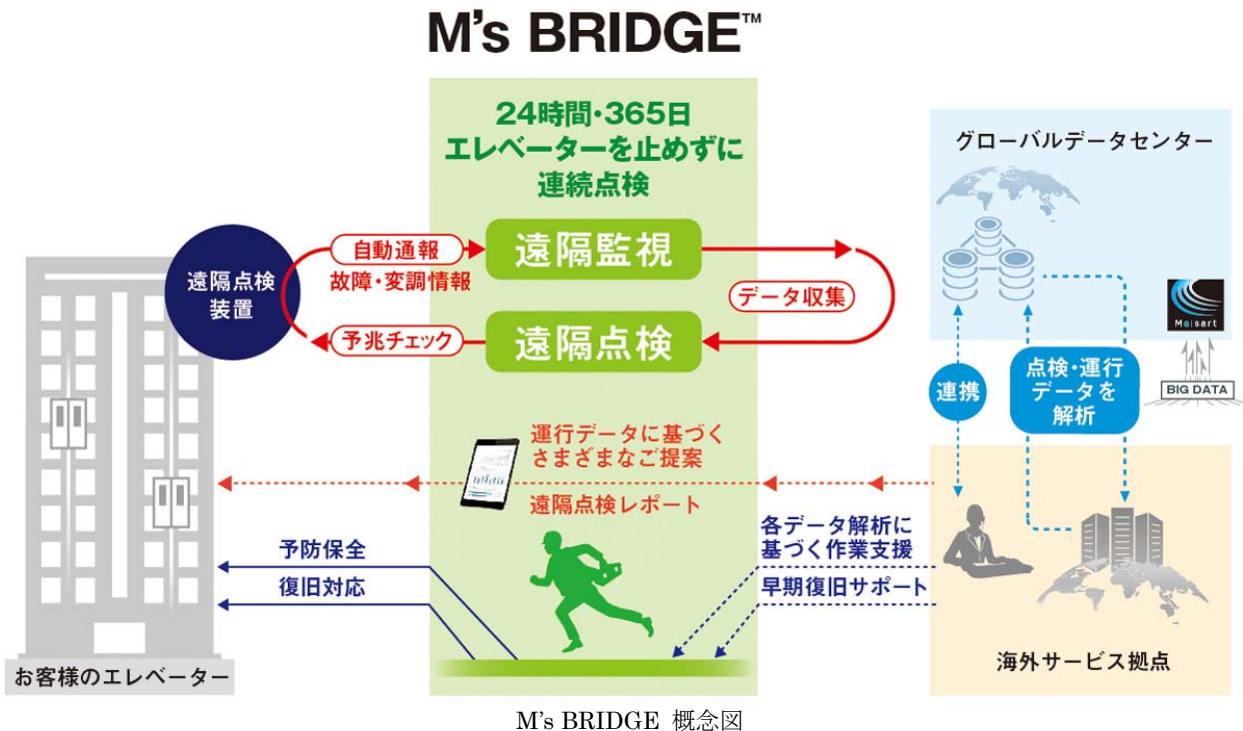 M's BRIDGE™
24時間・365日
エレベーターを止めずに
連続点検
遠隔点検
装置
自動通報
故障・変調情報
遠隔監視
データ収集
予兆チェック
遠隔点検
グローバルデータセンター
Maisart
BIG DATA
連携
点検・運行
データを
解析
運行データに基づく
さまざまなご提案
遠隔点検レポート
各データ解析に
基づく作業支援
早期復旧サポート
予防保全
復旧対応
お客様のエレベーター
海外サービス拠点
M's BRIDGE 概念図